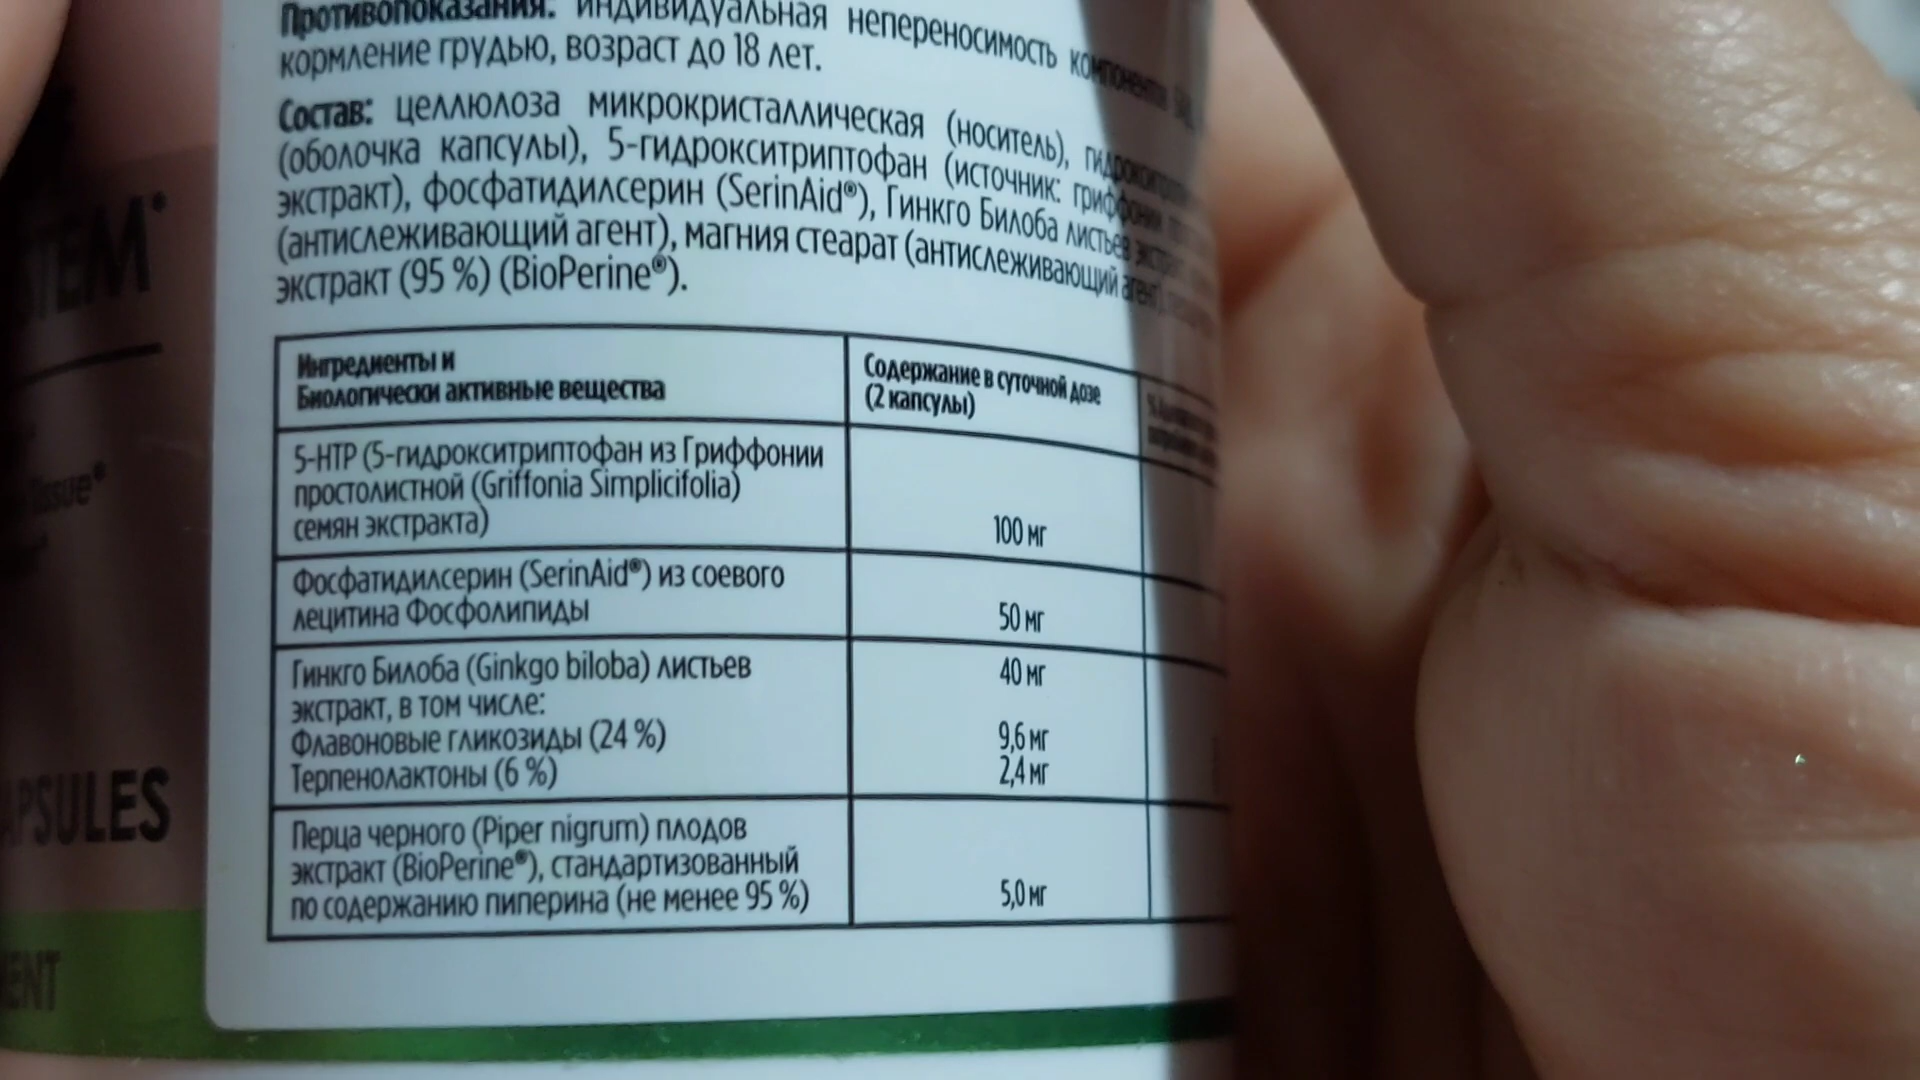 Противопоказания: индивидуальная непереносимость
кормление грудью, возраст до 18 лет.
Состав: целлюлоза микрокристаллическая (носитель),
(оболочка капсулы), 5-гидрокситриптофан (источник:
экстракт), фосфатидилсерин (SerinAid®), Гинкго Билоба листьев
(антислеживающий агент), магния стеарат (антислеживающий агент),
экстракт (95 %) (BioPerine®).
Ингредиенты и
Биологически активные вещества
Содержание в суточной дозе
(2 капсулы)
5-HTP (5-гидрокситриптофан из Гриффонии
простолистной (Griffonia Simplicifolia)
семян экстракта)
100 мг
Фосфатидилсерин (SerinAid®) из соевого
лецитина Фосфолипиды
50 мг
Гинкго Билоба (Ginkgo biloba) листьев
экстракт, в том числе:
Флавоновые гликозиды (24 %)
Терпенолактоны (6 %)
40 мг
9,6 мг
2,4 мг
Перца черного (Piper nigrum) плодов
экстракт (BioPerine®), стандартизованный
по содержанию пиперина (не менее 95 %)
5,0 мг